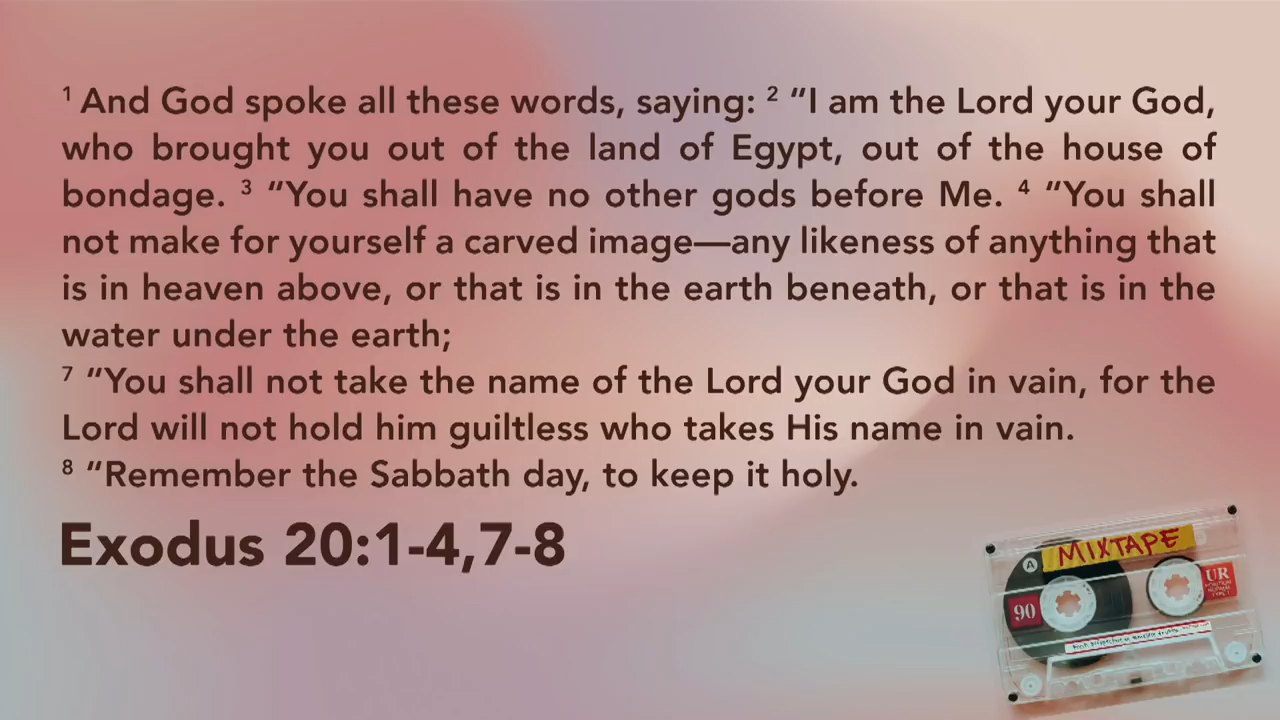 ¹ And God spoke all these words, saying: ² “I am the Lord your God,
who brought you out of the land of Egypt, out of the house of
bondage. ³ “You shall have no other gods before Me. ⁴ “You shall
not make for yourself a carved image—any likeness of anything that
is in heaven above, or that is in the earth beneath, or that is in the
water under the earth;
⁷ “You shall not take the name of the Lord your God in vain, for the
Lord will not hold him guiltless who takes His name in vain.
⁸ “Remember the Sabbath day, to keep it holy.
Exodus 20:1-4,7-8
MIXTAPE
A
UR
90